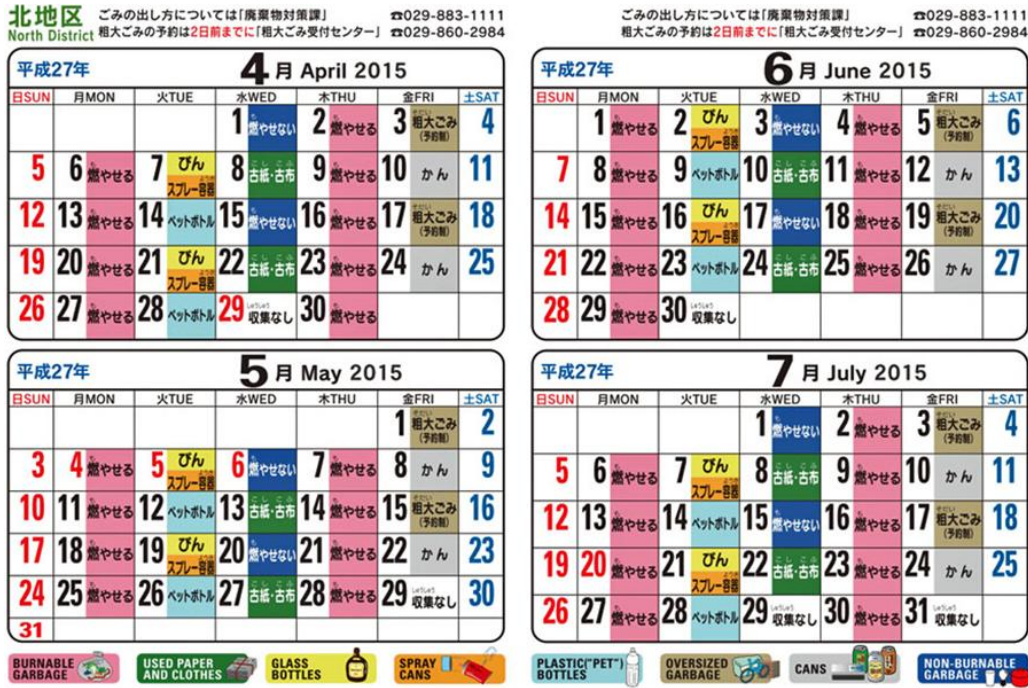 北地区
North District
ごみの出し方については「廃棄物対策課」 ☎029-883-1111
粗大ごみの予約は2日前までに「粗大ごみ受付センター」 ☎029-860-2984
平成27年 4月 April 2015
日SUN 月MON 火TUE 水WED 木THU 金FRI 土SAT
1 燃やせない 2 燃やせる 3 粗大ごみ (予約制) 4
5 6 燃やせる 7 びん スプレー容器 8 古紙・古布 9 燃やせる 10 かん 11
12 13 燃やせる 14 ペットボトル 15 燃やせない 16 燃やせる 17 粗大ごみ (予約制) 18
19 20 燃やせる 21 びん スプレー容器 22 古紙・古布 23 燃やせる 24 かん 25
26 27 燃やせる 28 ペットボトル 29 収集なし 30 燃やせる
平成27年 5月 May 2015
日SUN 月MON 火TUE 水WED 木THU 金FRI 土SAT
1 粗大ごみ (予約制) 2
3 4 燃やせる 5 びん スプレー容器 6 燃やせない 7 燃やせる 8 かん 9
10 11 燃やせる 12 ペットボトル 13 古紙・古布 14 燃やせる 15 粗大ごみ (予約制) 16
17 18 燃やせる 19 びん スプレー容器 20 燃やせない 21 燃やせる 22 かん 23
24 25 燃やせる 26 ペットボトル 27 古紙・古布 28 燃やせる 29 収集なし 30
31
BURNABLE GARBAGE
USED PAPER AND CLOTHES
GLASS BOTTLES
SPRAY CANS
ごみの出し方については「廃棄物対策課」 ☎029-883-1111
粗大ごみの予約は2日前までに「粗大ごみ受付センター」 ☎029-860-2984
平成27年 6月 June 2015
日SUN 月MON 火TUE 水WED 木THU 金FRI 土SAT
1 燃やせる 2 びん スプレー容器 3 燃やせない 4 燃やせる 5 粗大ごみ (予約制) 6
7 8 燃やせる 9 ペットボトル 10 古紙・古布 11 燃やせる 12 かん 13
14 15 燃やせる 16 びん スプレー容器 17 燃やせない 18 燃やせる 19 粗大ごみ (予約制) 20
21 22 燃やせる 23 ペットボトル 24 古紙・古布 25 燃やせる 26 かん 27
28 29 燃やせる 30 収集なし
平成27年 7月 July 2015
日SUN 月MON 火TUE 水WED 木THU 金FRI 土SAT
1 燃やせない 2 燃やせる 3 粗大ごみ (予約制) 4
5 6 燃やせる 7 びん スプレー容器 8 古紙・古布 9 燃やせる 10 かん 11
12 13 燃やせる 14 ペットボトル 15 燃やせない 16 燃やせる 17 粗大ごみ (予約制) 18
19 20 燃やせる 21 びん スプレー容器 22 古紙・古布 23 燃やせる 24 かん 25
26 27 燃やせる 28 ペットボトル 29 収集なし 30 燃やせる 31 収集なし
PLASTIC("PET") BOTTLES
OVERSIZED GARBAGE
CANS
NON-BURNABLE GARBAGE